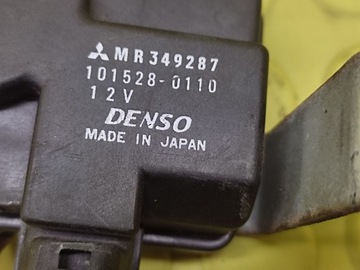 MR349287
101528-0110
12V
DENSO
MADE IN JAPAN